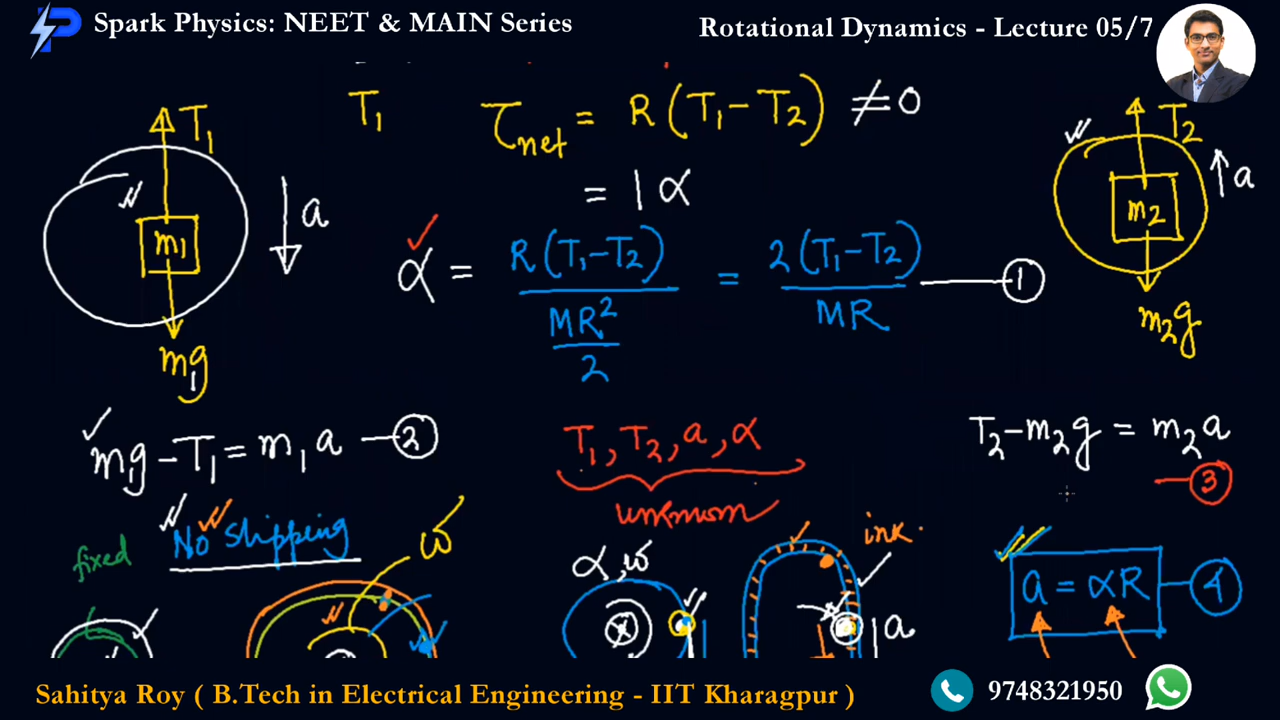 Spark Physics: NEET & MAIN Series
Rotational Dynamics - Lecture 05/7
T₁
T₁
τnet = R(T₁-T₂) ≠ 0
T₂
= Iα
a
m₁
m₂
a
α = R(T₁-T₂) / (MR²/2) = 2(T₁-T₂) / MR — ①
m₁g
m₂g
m₁g - T₁ = m₁a — ②
T₁, T₂, a, α
T₂ - m₂g = m₂a — ③
unknown
No slipping
fixed
ω
α, ω
ink.
a = αR — ④
a
Sahitya Roy ( B.Tech in Electrical Engineering - IIT Kharagpur )
9748321950